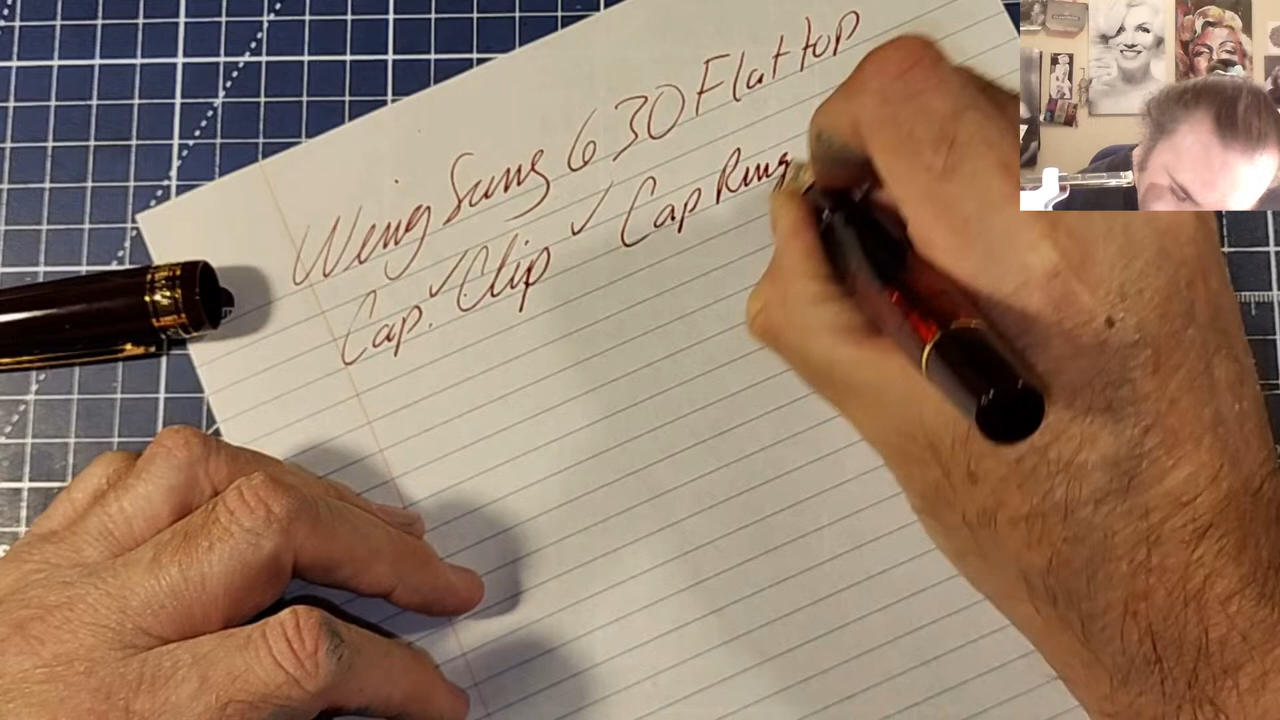 Wing Sung 630 Flat top
Cap. ✓ Clip ✓ Cap Ring